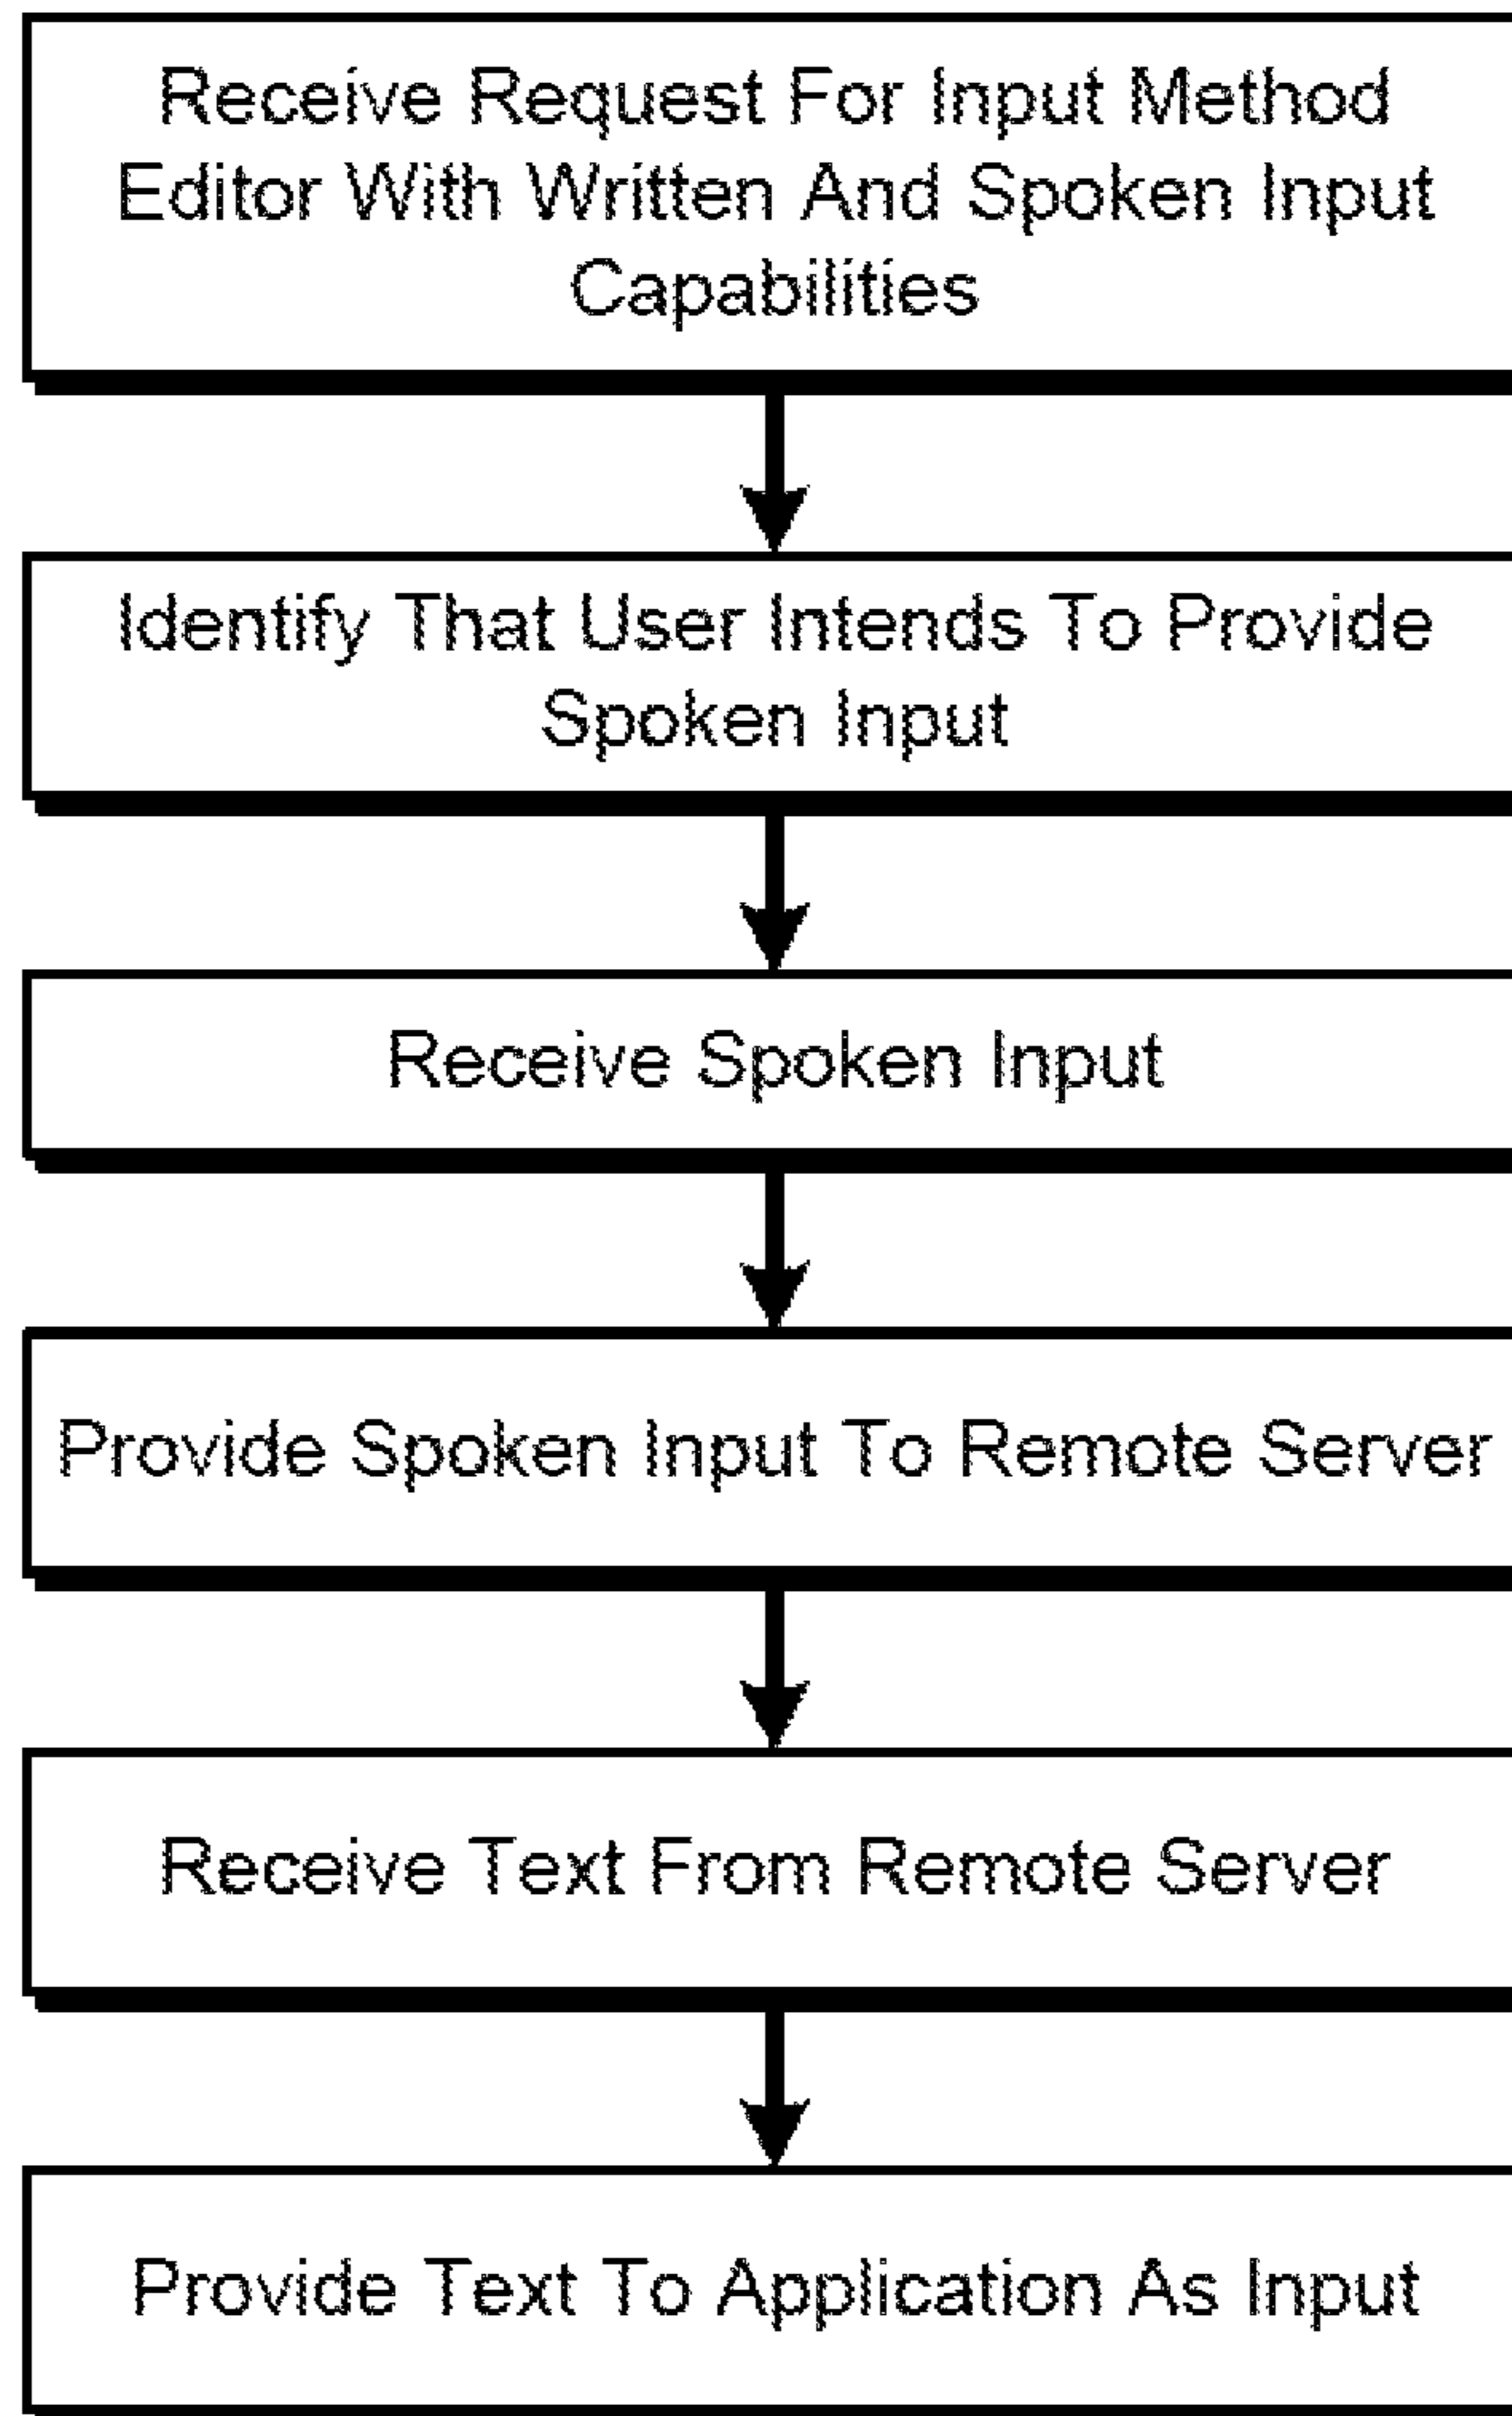 Receive Request For Input Method
Editor With Written And Spoken Input
Capabilities
Identify That User Intends To Provide
Spoken Input
Receive Spoken Input
Provide Spoken Input To Remote Server
Receive Text From Remote Server
Provide Text To Application As Input